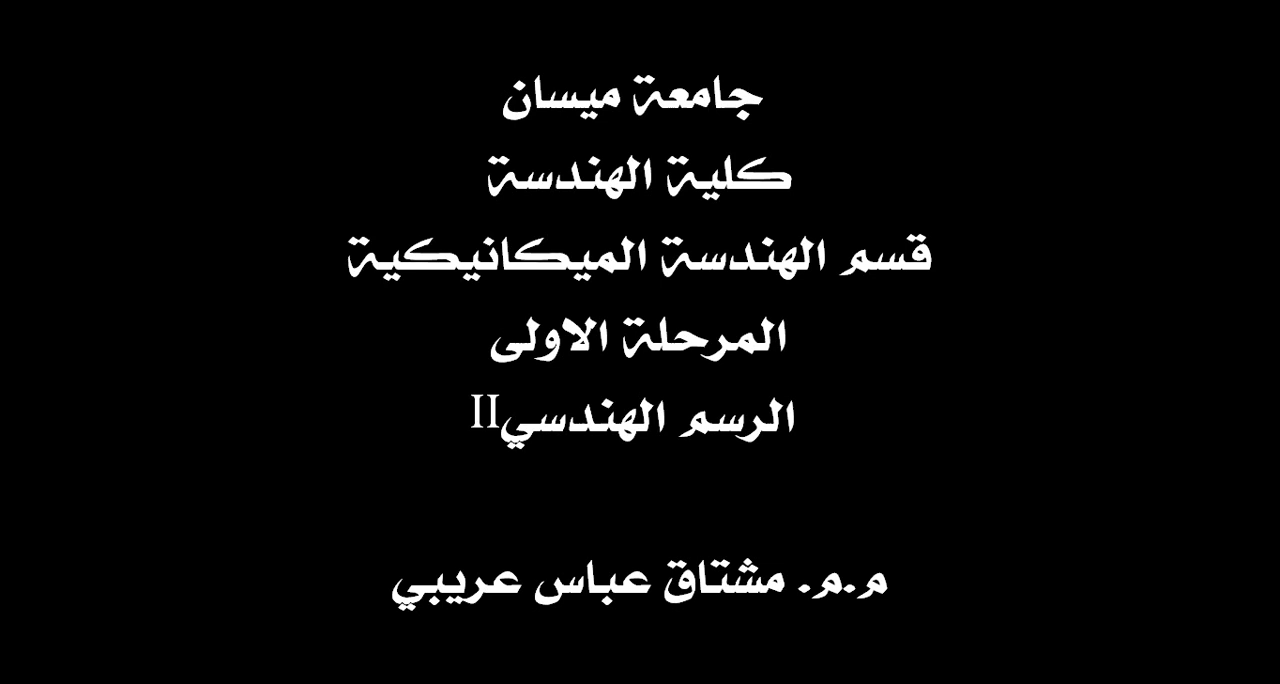 جامعة ميسان
كلية الهندسة
قسم الهندسة الميكانيكية
المرحلة الاولى
الرسم الهندسيII
م.م. مشتاق عباس عريبي